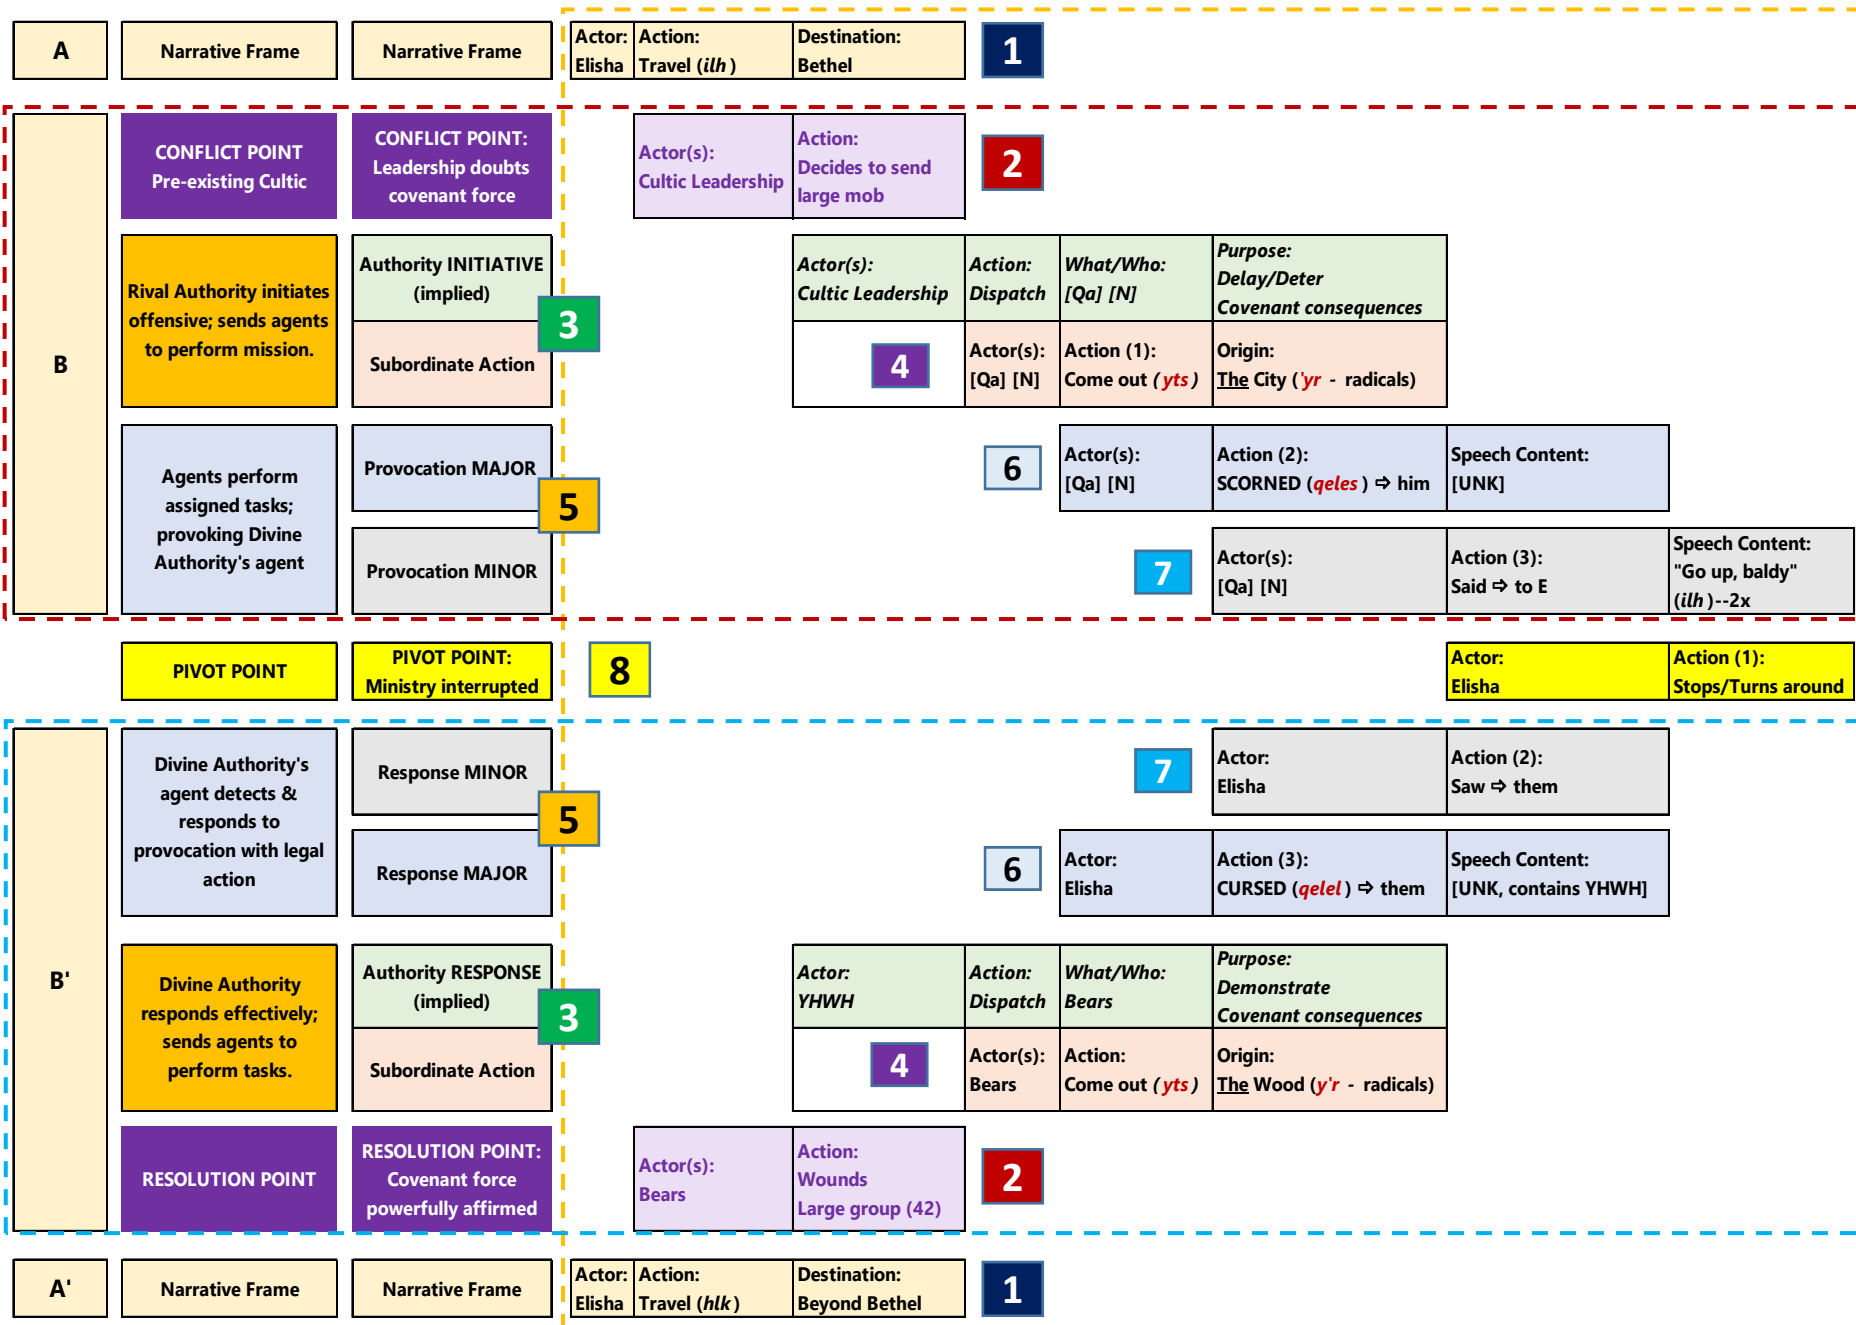 A
Narrative Frame
Narrative Frame
Actor:
Elisha
Action:
Travel (ilh)
Destination:
Bethel
1
B
CONFLICT POINT
Pre-existing Cultic
CONFLICT POINT:
Leadership doubts
covenant force
Actor(s):
Cultic Leadership
Action:
Decides to send
large mob
2
Rival Authority initiates
offensive; sends agents
to perform mission.
Authority INITIATIVE
(implied)
Subordinate Action
3
Actor(s):
Cultic Leadership
Action:
Dispatch
What/Who:
[Qa] [N]
Purpose:
Delay/Deter
Covenant consequences
4
Actor(s):
[Qa] [N]
Action (1):
Come out (yts)
Origin:
The City ('yr - radicals)
Agents perform
assigned tasks;
provoking Divine
Authority's agent
Provocation MAJOR
Provocation MINOR
5
6
Actor(s):
[Qa] [N]
Action (2):
SCORNED (qeles) ⇨ him
Speech Content:
[UNK]
7
Actor(s):
[Qa] [N]
Action (3):
Said ⇨ to E
Speech Content:
"Go up, baldy"
(ilh)--2x
PIVOT POINT
PIVOT POINT:
Ministry interrupted
8
Actor:
Elisha
Action (1):
Stops/Turns around
B'
Divine Authority's
agent detects &
responds to
provocation with legal
action
Response MINOR
Response MAJOR
5
7
Actor:
Elisha
Action (2):
Saw ⇨ them
6
Actor:
Elisha
Action (3):
CURSED (qelel) ⇨ them
Speech Content:
[UNK, contains YHWH]
Divine Authority
responds effectively;
sends agents to
perform tasks.
Authority RESPONSE
(implied)
Subordinate Action
3
Actor:
YHWH
Action:
Dispatch
What/Who:
Bears
Purpose:
Demonstrate
Covenant consequences
4
Actor(s):
Bears
Action:
Come out (yts)
Origin:
The Wood (y'r - radicals)
RESOLUTION POINT
RESOLUTION POINT:
Covenant force
powerfully affirmed
Actor(s):
Bears
Action:
Wounds
Large group (42)
2
A'
Narrative Frame
Narrative Frame
Actor:
Elisha
Action:
Travel (hlk)
Destination:
Beyond Bethel
1